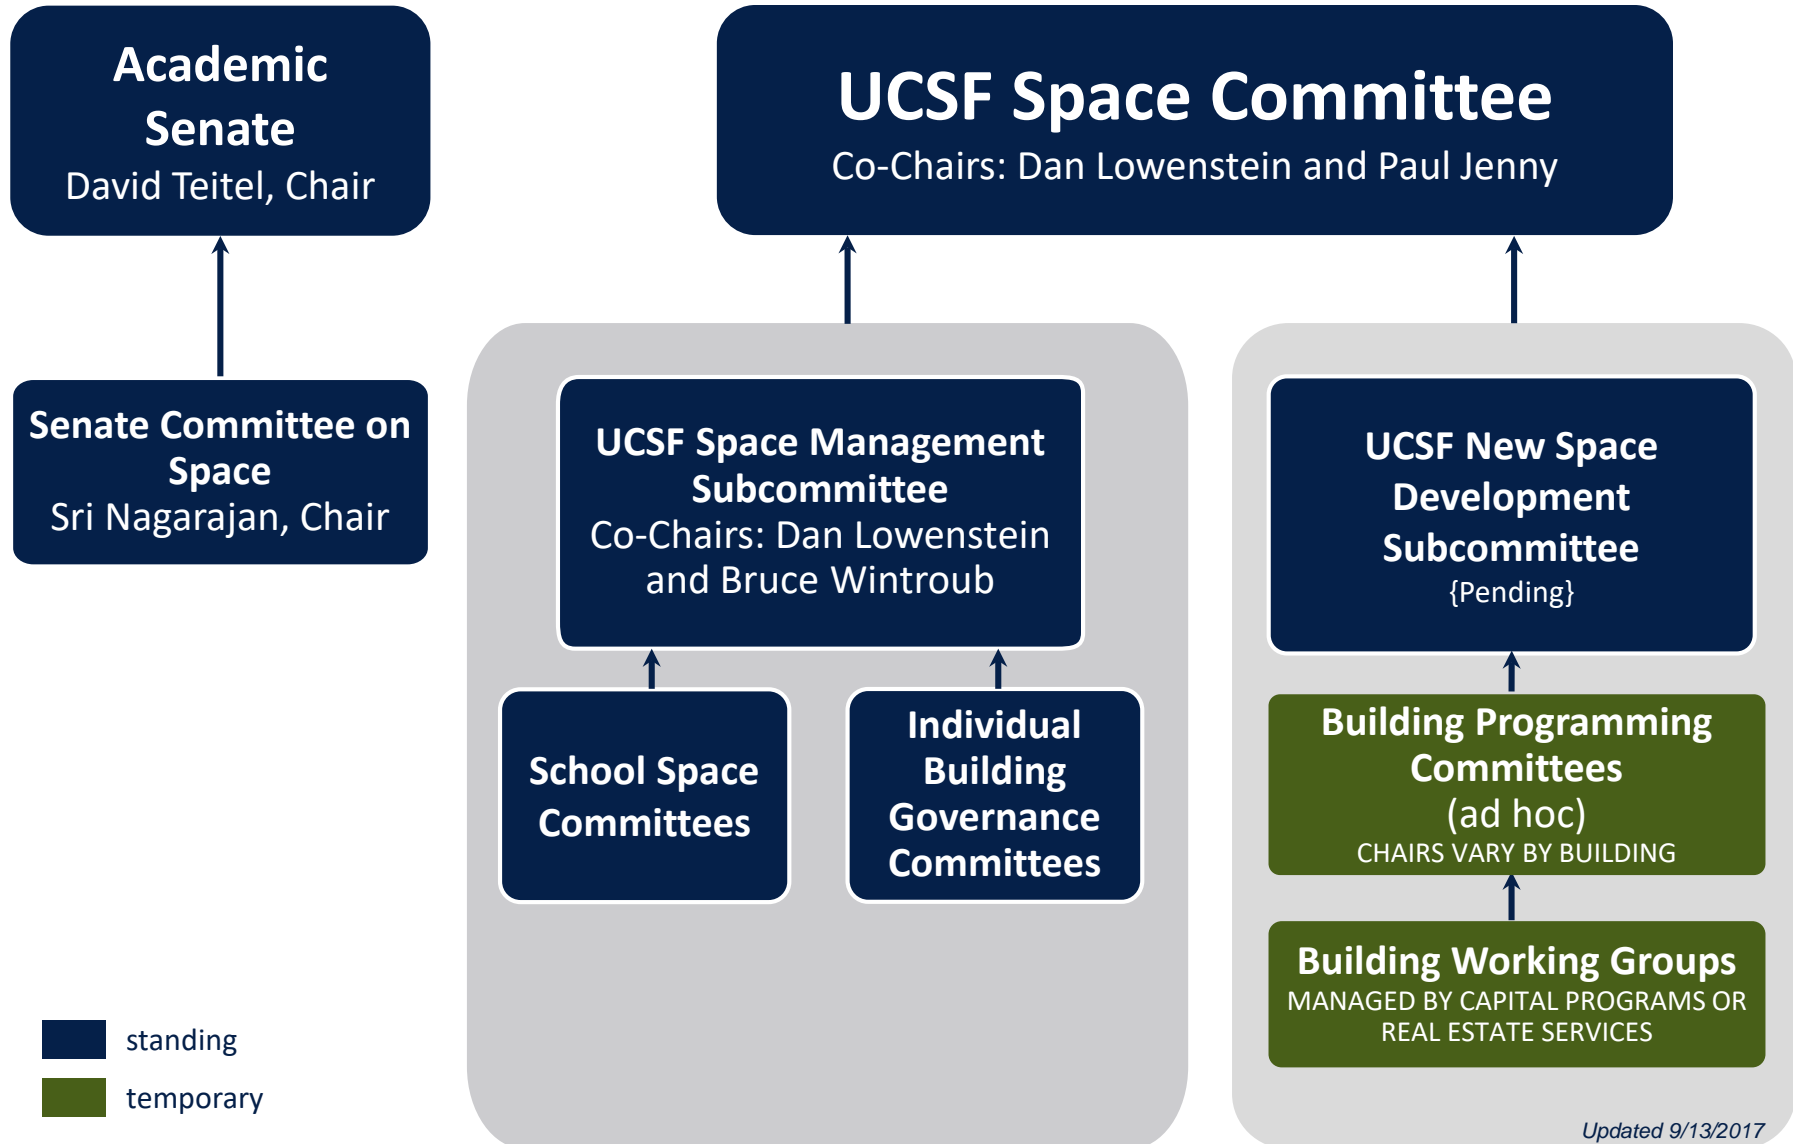 Academic
Senate
David Teitel, Chair
UCSF Space Committee
Co-Chairs: Dan Lowenstein and Paul Jenny
Senate Committee on
Space
Sri Nagarajan, Chair
UCSF Space Management
Subcommittee
Co-Chairs: Dan Lowenstein
and Bruce Wintroub
School Space
Committees
Individual
Building
Governance
Committees
UCSF New Space
Development
Subcommittee
{Pending}
Building Programming
Committees
(ad hoc)
CHAIRS VARY BY BUILDING
Building Working Groups
MANAGED BY CAPITAL PROGRAMS OR
REAL ESTATE SERVICES
standing
temporary
Updated 9/13/2017